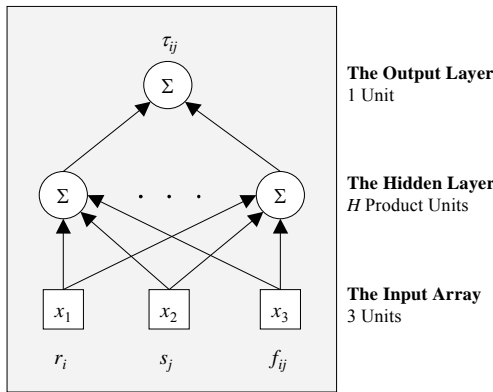 τij
Σ
The Output Layer
1 Unit
Σ . . . Σ
The Hidden Layer
H Product Units
x1 x2 x3
The Input Array
3 Units
ri sj fij